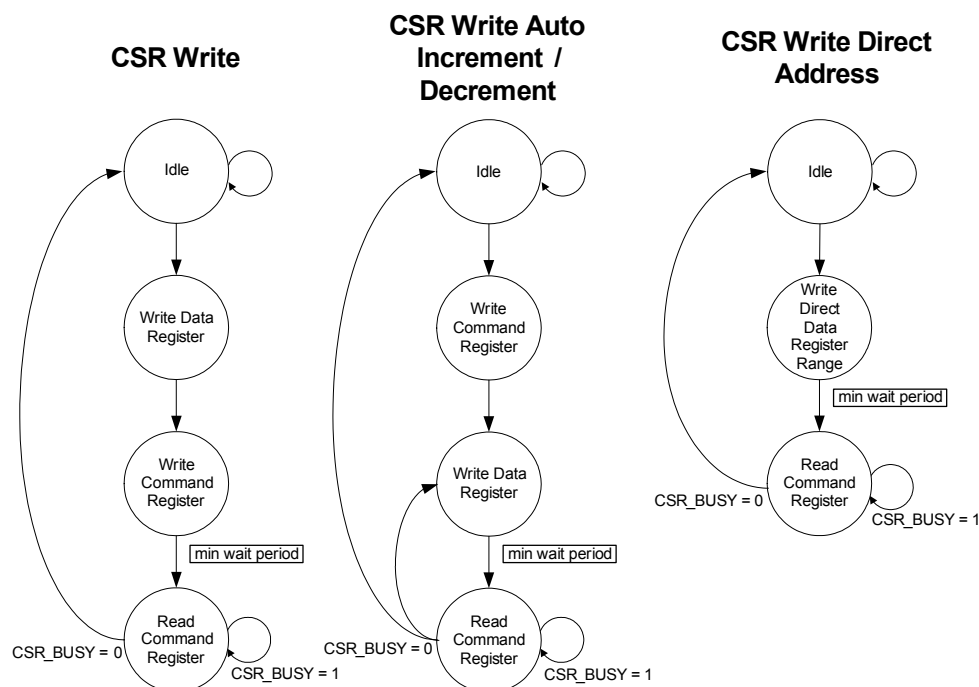 CSR Write
Idle
Write Data
Register
Write
Command
Register
min wait period
Read
Command
Register
CSR_BUSY = 0
CSR_BUSY = 1
CSR Write Auto
Increment /
Decrement
Idle
Write
Command
Register
Write Data
Register
min wait period
Read
Command
Register
CSR_BUSY = 0
CSR_BUSY = 1
CSR Write Direct
Address
Idle
Write
Direct
Data
Register
Range
min wait period
Read
Command
Register
CSR_BUSY = 0
CSR_BUSY = 1